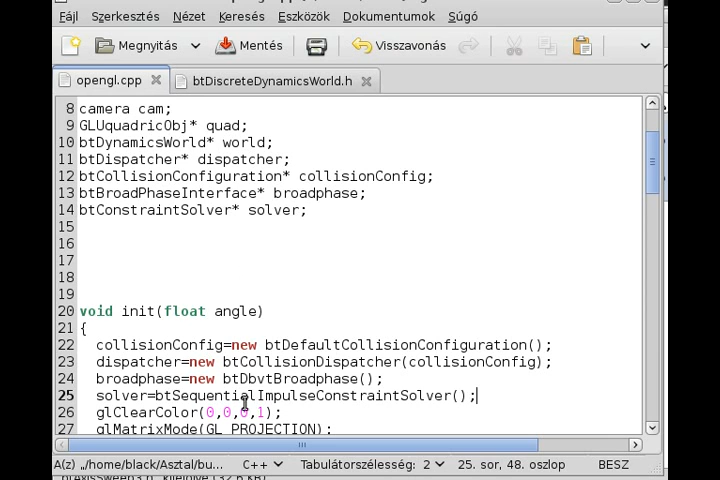 Fájl Szerkesztés Nézet Keresés Eszközök Dokumentumok Súgó
Megnyitás Mentés Visszavonás
opengl.cpp btDiscreteDynamicsWorld.h
8 camera cam;
9 GLUquadricObj* quad;
10 btDynamicsWorld* world;
11 btDispatcher* dispatcher;
12 btCollisionConfiguration* collisionConfig;
13 btBroadPhaseInterface* broadphase;
14 btConstraintSolver* solver;
15
16
17
18
19
20 void init(float angle)
21 {
22 collisionConfig=new btDefaultCollisionConfiguration();
23 dispatcher=new btCollisionDispatcher(collisionConfig);
24 broadphase=new btDbvtBroadphase();
25 solver=btSequentialImpulseConstraintSolver();
26 glClearColor(0,0,0,1);
27 glMatrixMode(GL_PROJECTION);
A(z) „/home/black/Asztal/bu... C++ Tabulátorszélesség: 2 25. sor, 48. oszlop BESZ